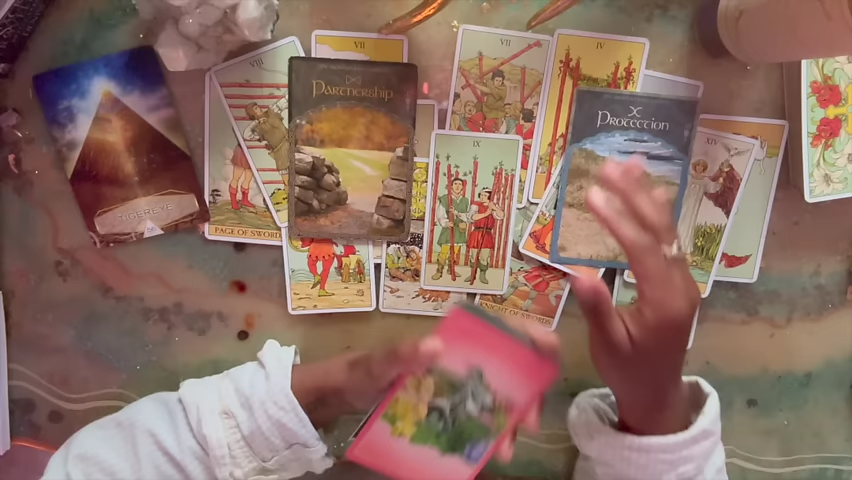 VII
VII
IV
VIII
PARTNERSHIP
PROTECTION
IX
XIV
TIGEREYE
PAGE OF SWORDS
KNIGHT OF SWORDS